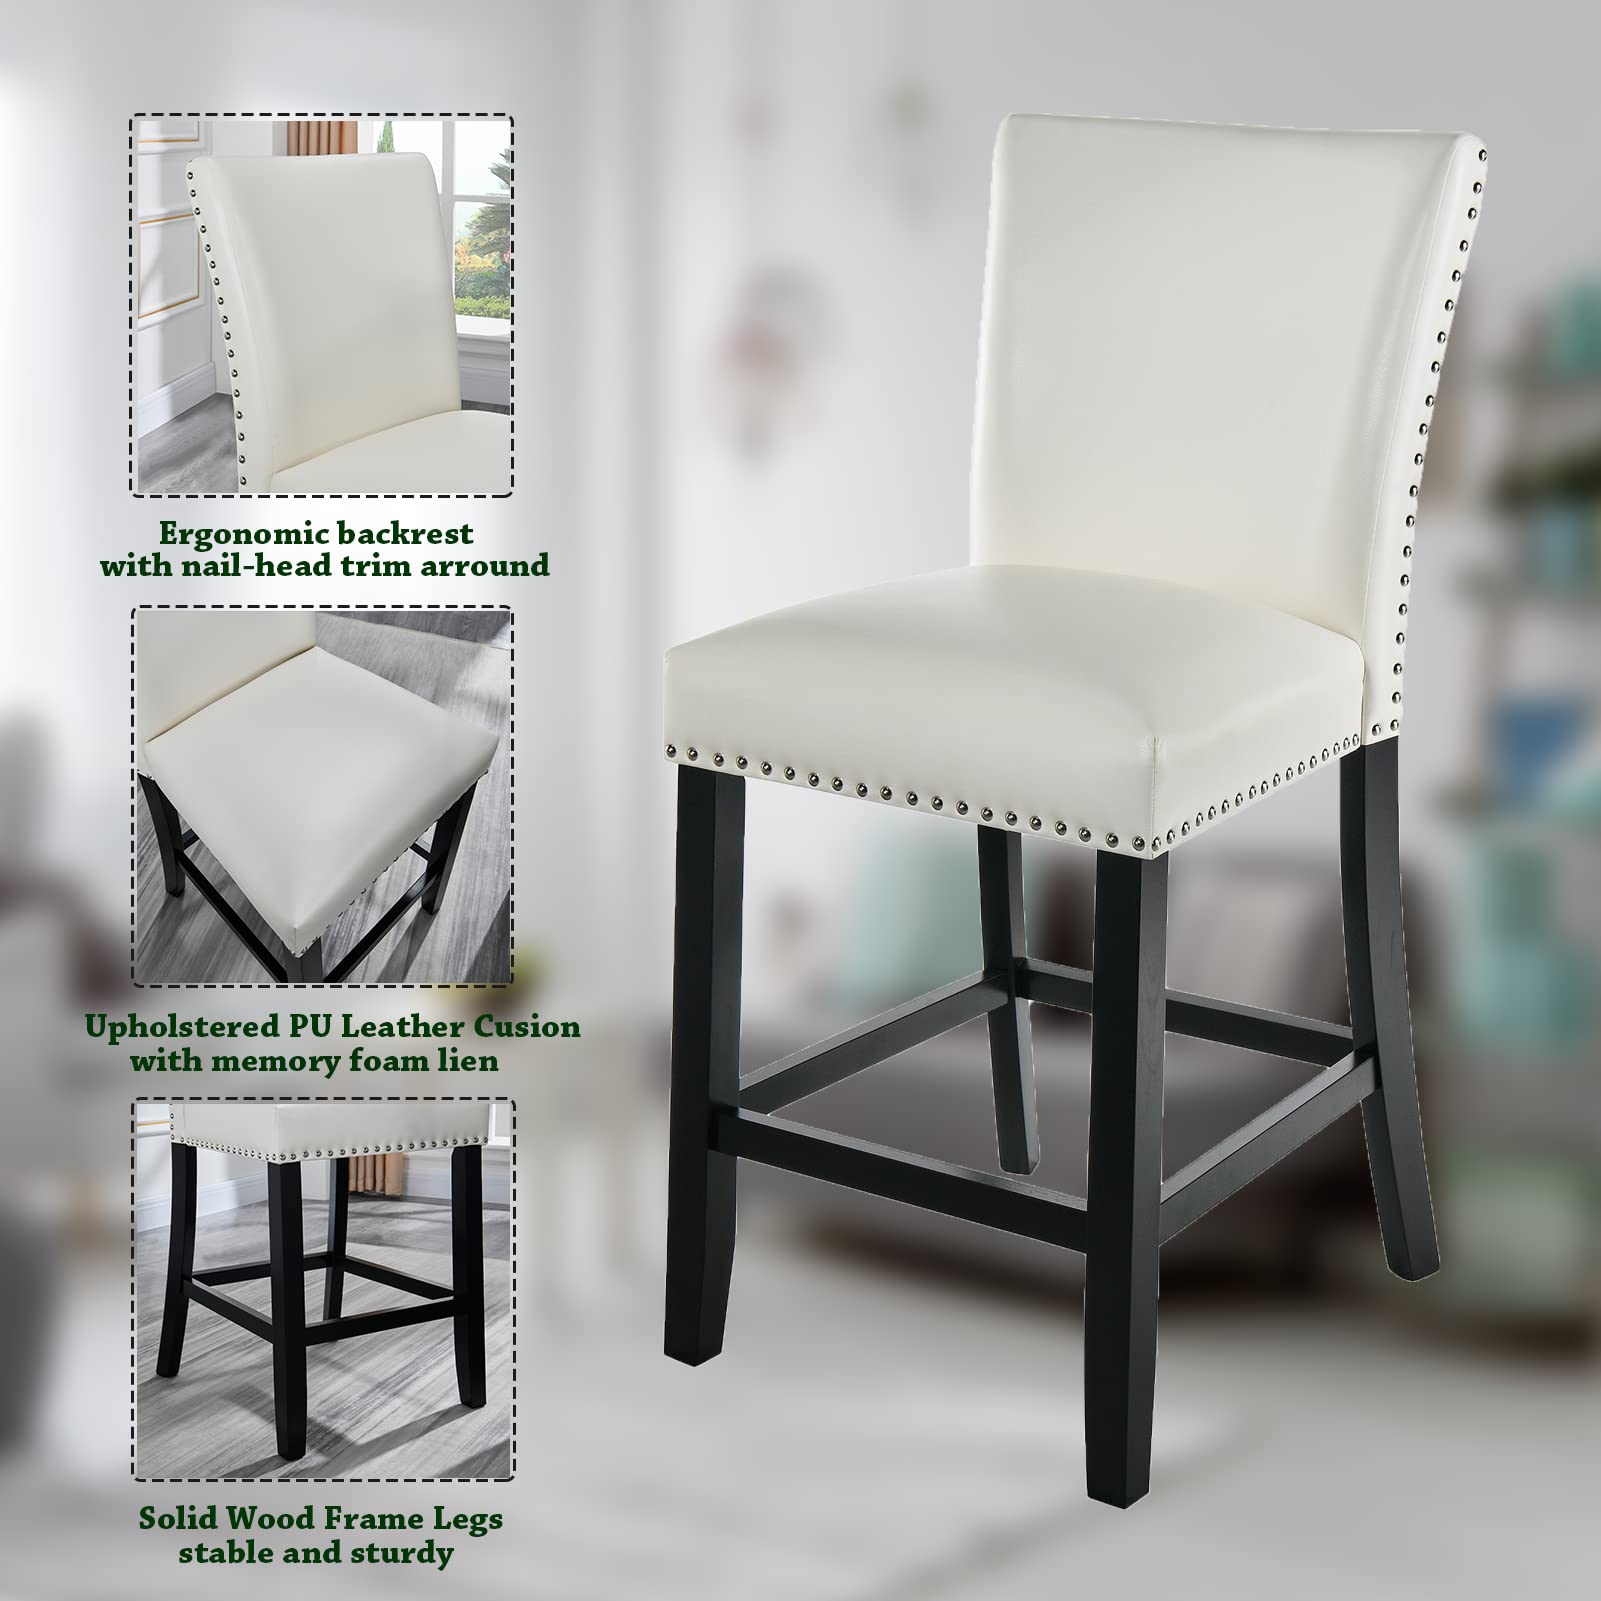 Ergonomic backrest
with nail-head trim arround
Upholstered PU Leather Cusion
with memory foam lien
Solid Wood Frame Legs
stable and sturdy